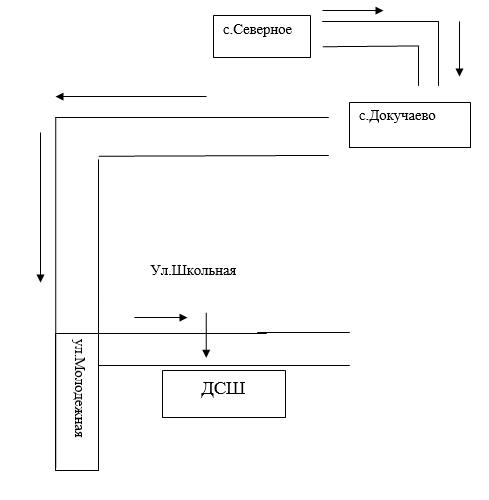 с.Северное
с.Докучаево
Ул.Школьная
ул.Молодежная
ДСШ